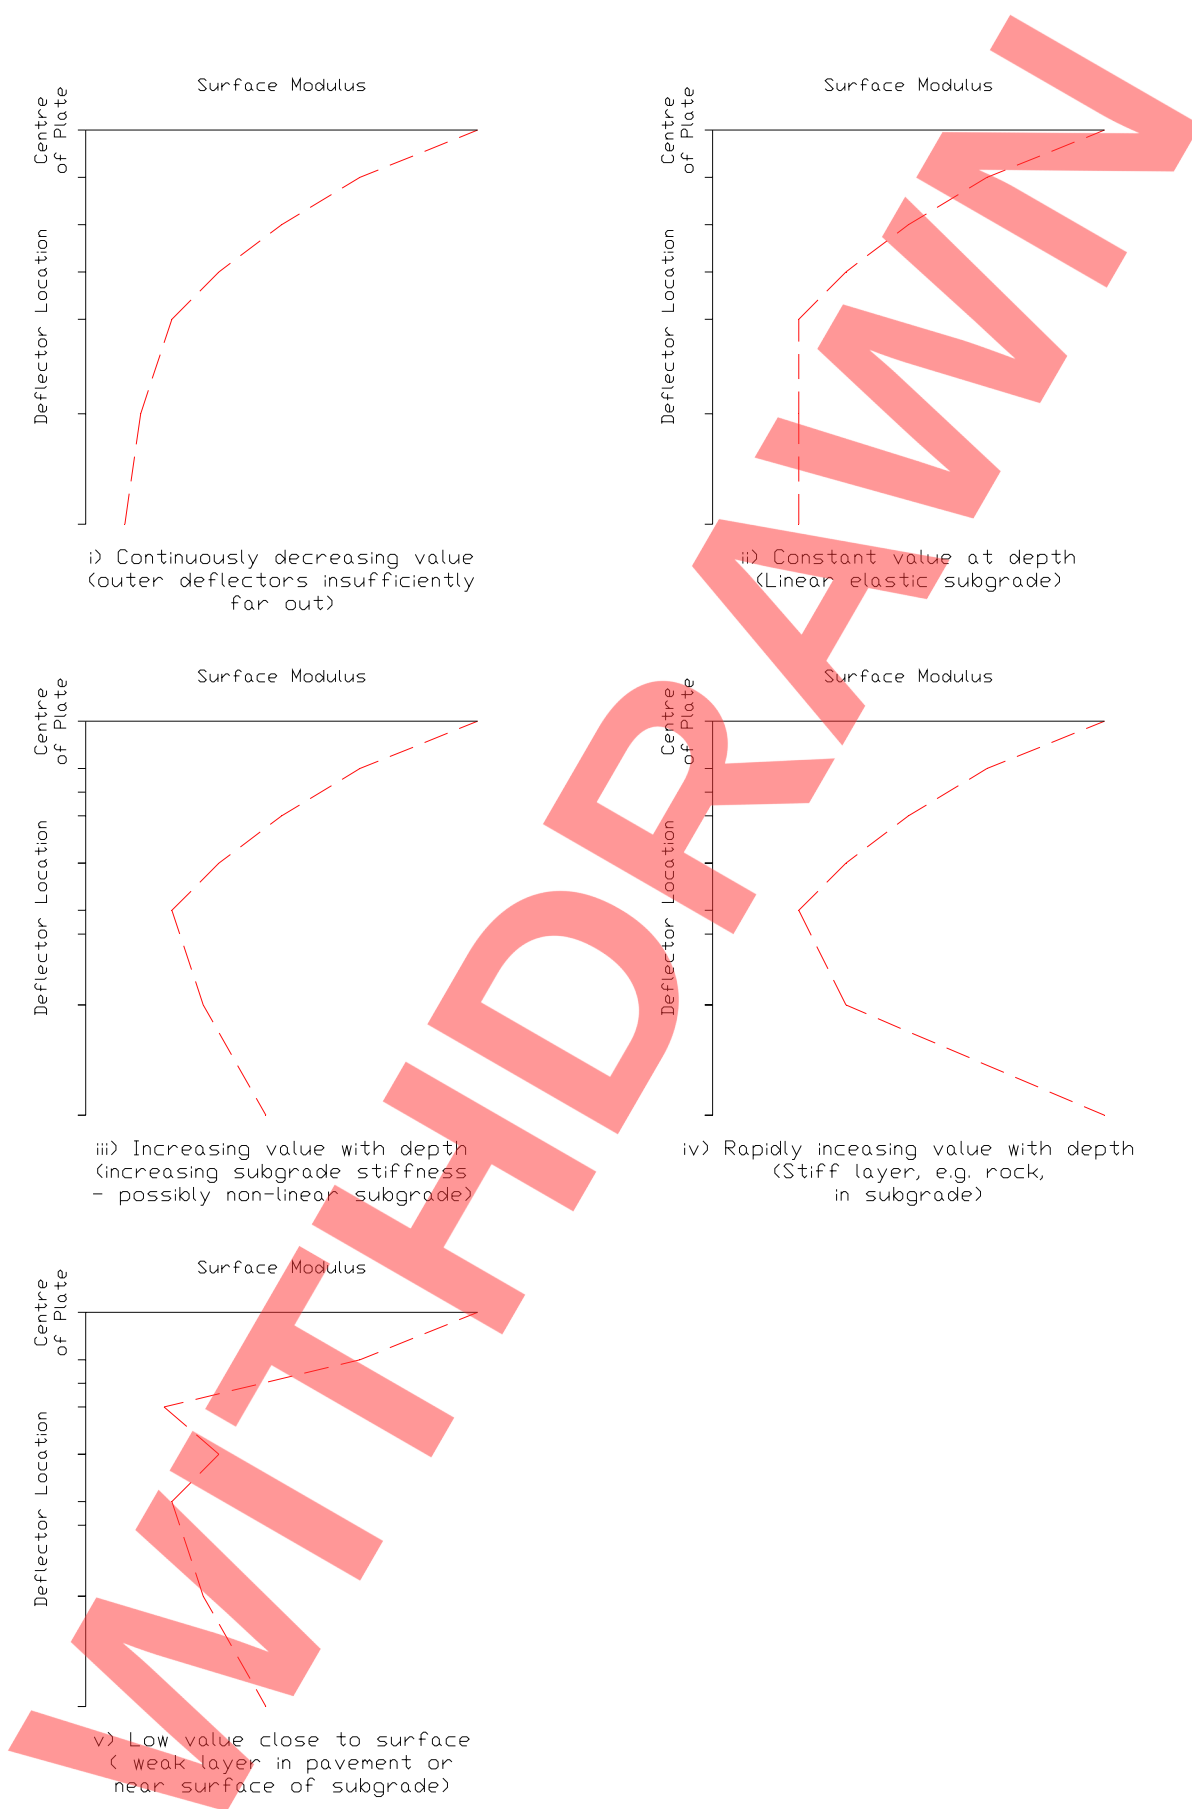 Surface Modulus
Centre
of Plate
Deflector Location
i) Continuously decreasing value
(outer deflectors insufficiently
far out)
Surface Modulus
Centre
of Plate
Deflector Location
ii) Constant value at depth
(Linear elastic subgrade)
Surface Modulus
Centre
of Plate
Deflector Location
iii) Increasing value with depth
(increasing subgrade stiffness
- possibly non-linear subgrade)
Surface Modulus
Centre
of Plate
Deflector Location
iv) Rapidly inceasing value with depth
(Stiff layer, e.g. rock,
in subgrade)
Surface Modulus
Centre
of Plate
Deflector Location
v) Low value close to surface
( weak layer in pavement or
near surface of subgrade)
WITHDRAWN